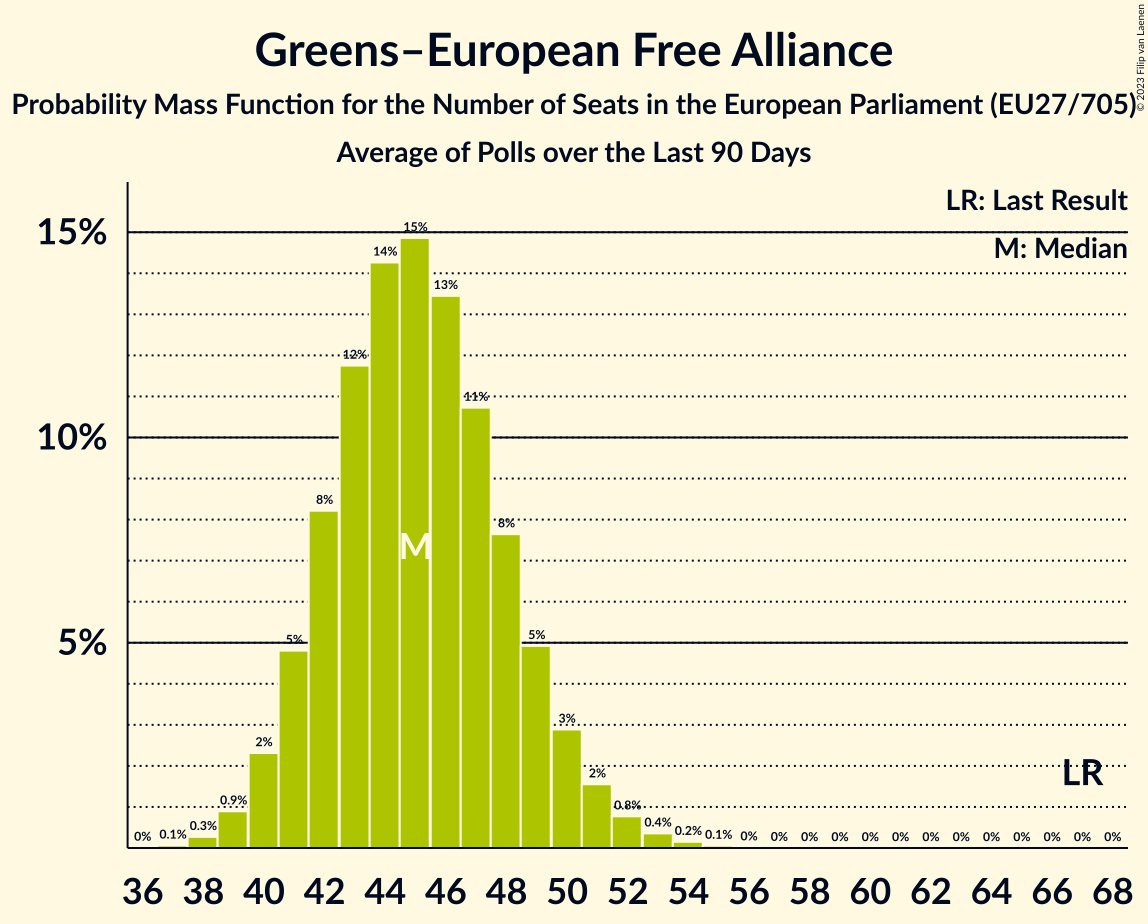 Greens–European Free Alliance
Probability Mass Function for the Number of Seats in the European Parliament (EU27/705)
Average of Polls over the Last 90 Days
© 2023 Filip van Laenen
LR: Last Result
M: Median
15%
10%
5%
0% 0.1% 0.3% 0.9% 2% 5% 8% 12% 14% 15% 13% 11% 8% 5% 3% 2% 0.8% 0.4% 0.2% 0.1% 0% 0% 0% 0% 0% 0% 0% 0% 0% 0% 0% 0% 0%
M
LR
36 38 40 42 44 46 48 50 52 54 56 58 60 62 64 66 68